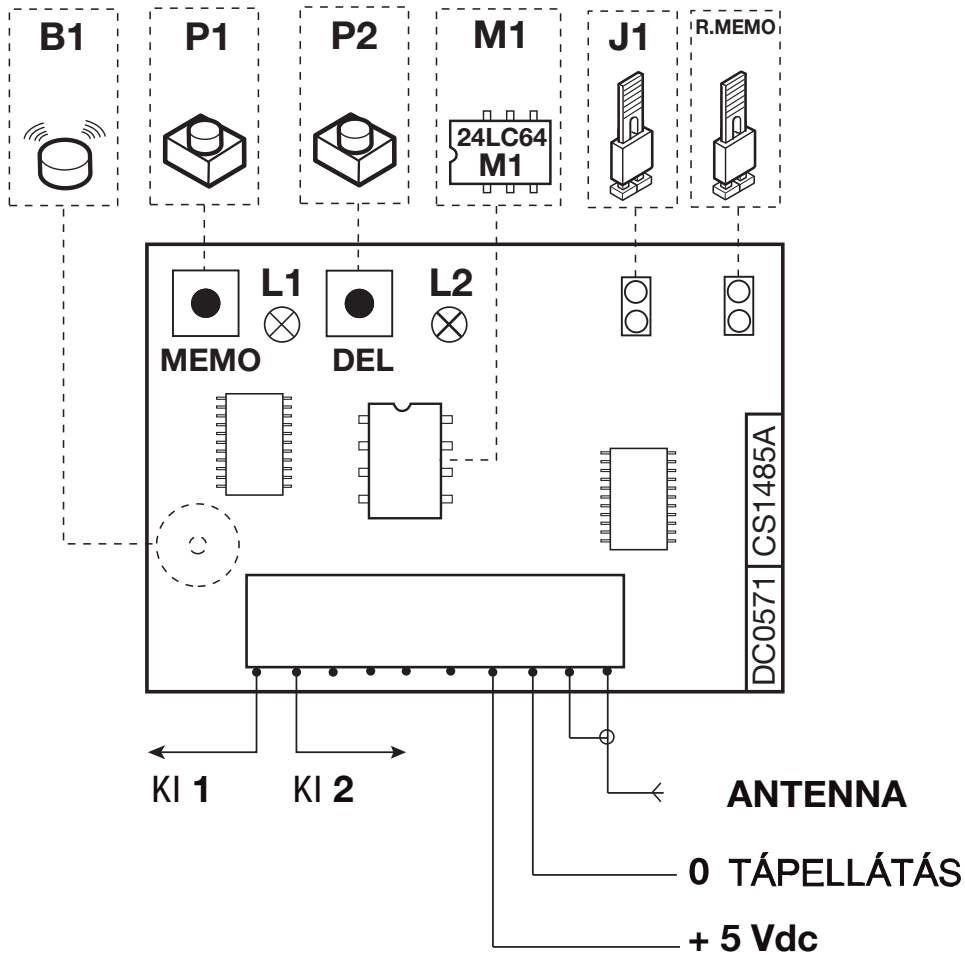 B1
P1
P2
M1
J1
R.MEMO
24LC64
M1
L1
L2
MEMO
DEL
CS1485A
DC0571
KI 1
KI 2
ANTENNA
0 TÁPELLÁTÁS
+ 5 Vdc